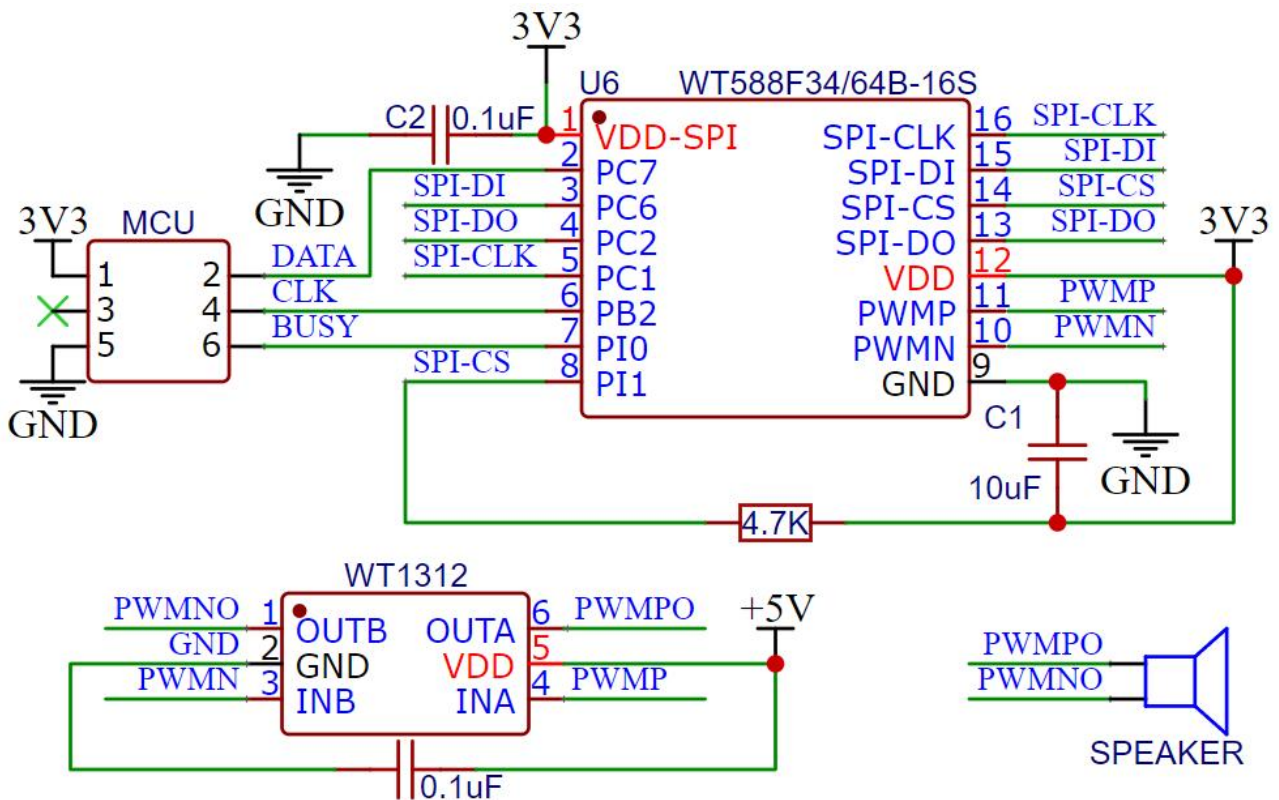 3V3
U6 WT588F34/64B-16S
C2 0.1uF
1 VDD-SPI SPI-CLK 16 SPI-CLK
2 PC7 SPI-DI 15 SPI-DI
GND
SPI-DI 3 PC6 SPI-CS 14 SPI-CS
3V3 MCU SPI-DO 4 PC2 SPI-DO 13 SPI-DO 3V3
1 2 DATA SPI-CLK 5 PC1 VDD 12
3 4 CLK 6 PB2 PWMP 11 PWMP
5 6 BUSY 7 PI0 PWMN 10 PWMN
SPI-CS 8 PI1 GND 9
GND
C1
10uF GND
4.7K
WT1312
PWMNO 1 OUTB OUTA 6 PWMPO +5V
GND 2 GND VDD 5
PWMN 3 INB INA 4 PWMP
0.1uF
PWMPO
PWMNO
SPEAKER